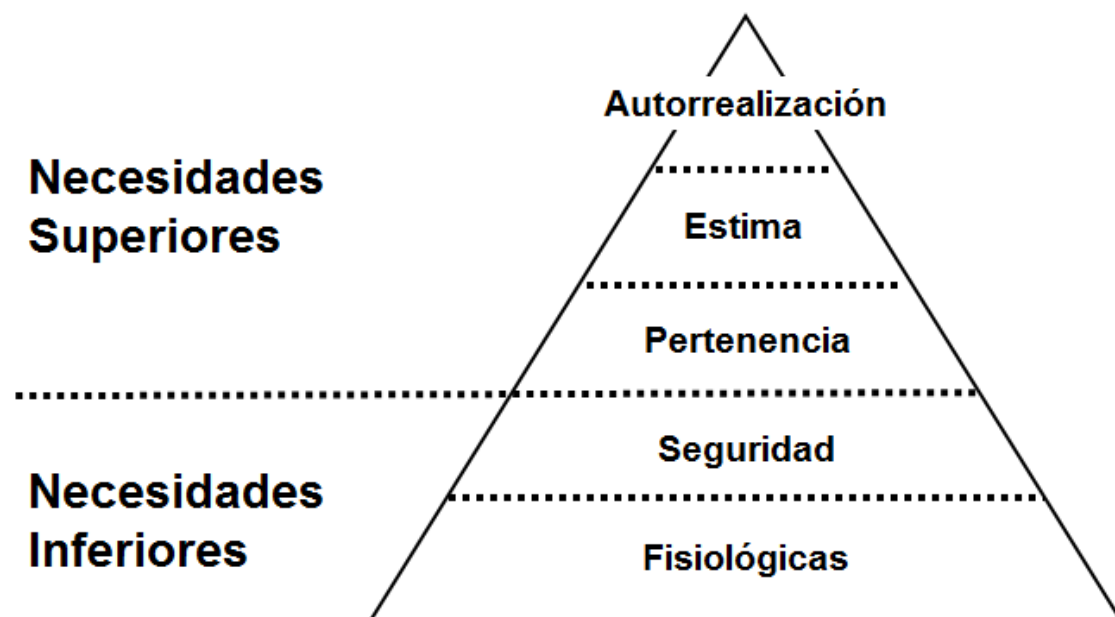 Autorrealización
Necesidades
Superiores
Estima
Pertenencia
Seguridad
Necesidades
Inferiores
Fisiológicas